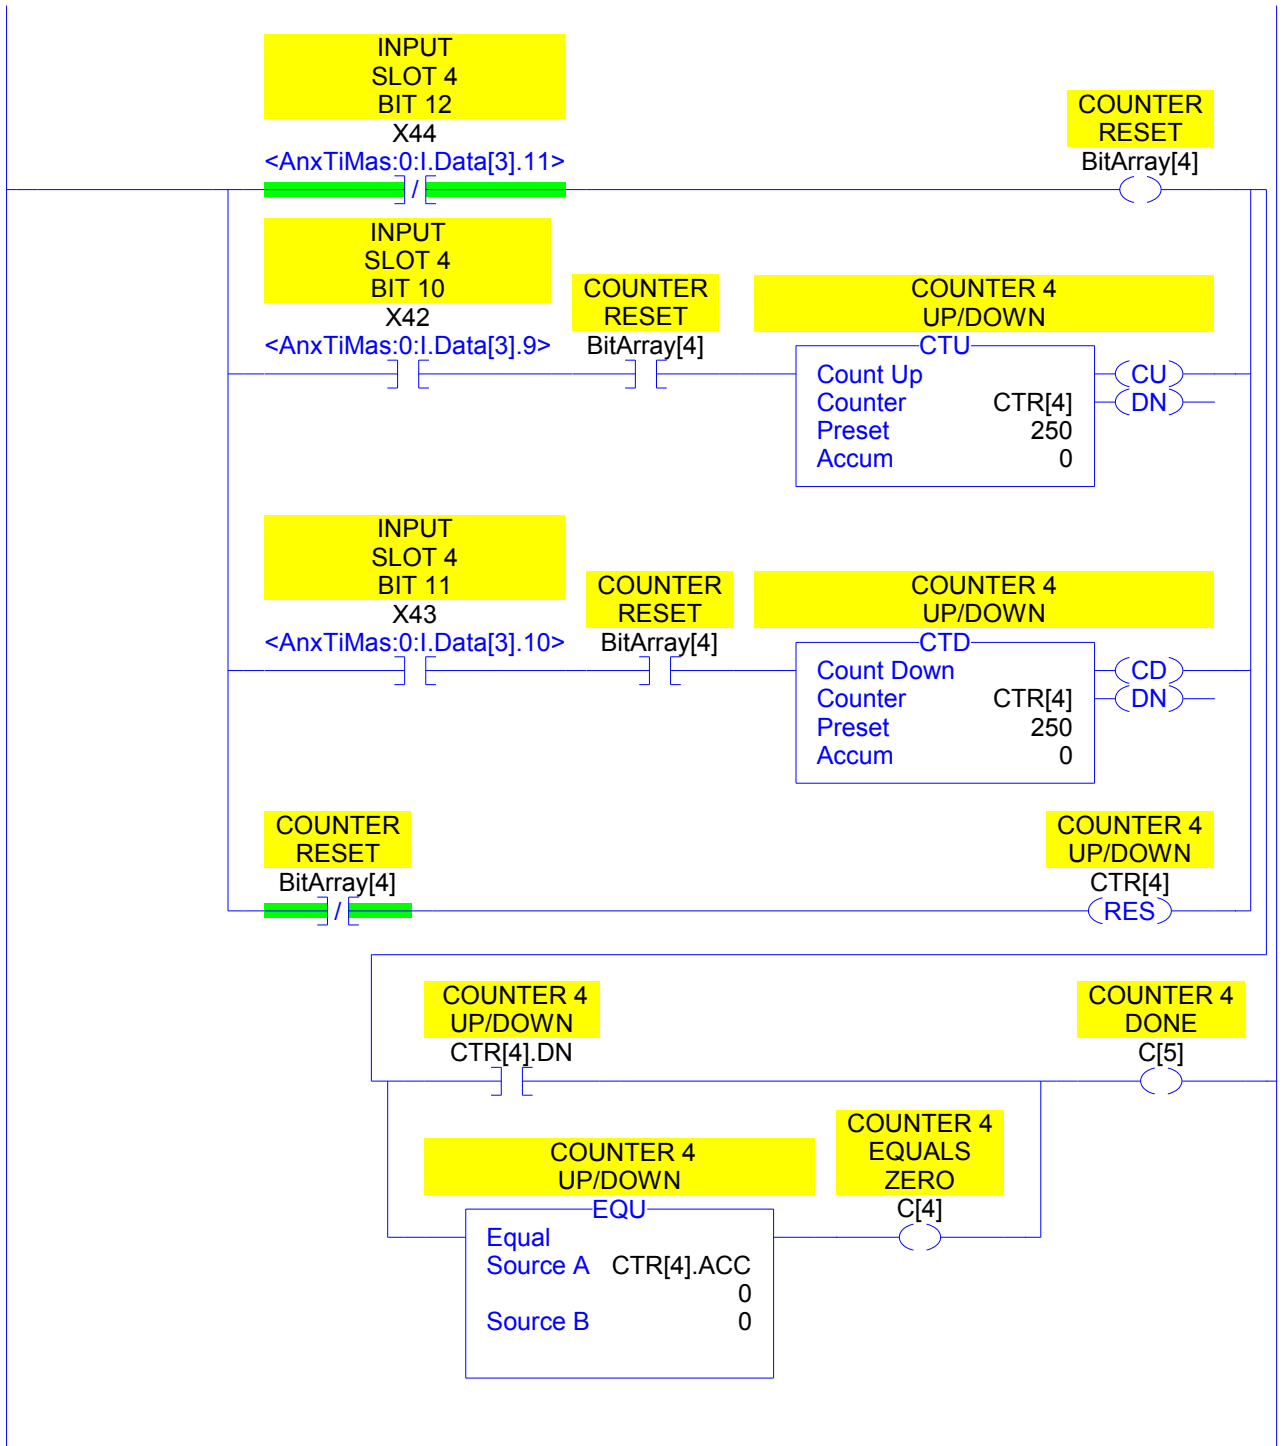 INPUT
SLOT 4
BIT 12
X44
<AnxTiMas:0:I.Data[3].11>
/
COUNTER
RESET
BitArray[4]
INPUT
SLOT 4
BIT 10
X42
<AnxTiMas:0:I.Data[3].9>
COUNTER
RESET
BitArray[4]
COUNTER 4
UP/DOWN
CTU
Count Up
Counter CTR[4]
Preset 250
Accum 0
CU
DN
INPUT
SLOT 4
BIT 11
X43
<AnxTiMas:0:I.Data[3].10>
COUNTER
RESET
BitArray[4]
COUNTER 4
UP/DOWN
CTD
Count Down
Counter CTR[4]
Preset 250
Accum 0
CD
DN
COUNTER
RESET
BitArray[4]
/
COUNTER 4
UP/DOWN
CTR[4]
RES
COUNTER 4
UP/DOWN
CTR[4].DN
COUNTER 4
DONE
C[5]
COUNTER 4
UP/DOWN
EQU
Equal
Source A CTR[4].ACC
0
Source B 0
COUNTER 4
EQUALS
ZERO
C[4]